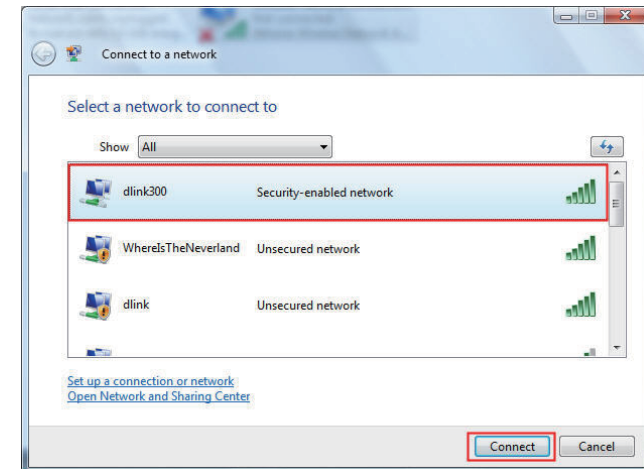 Connect to a network
Select a network to connect to
Show All
dlink300 Security-enabled network
WhereIsTheNeverland Unsecured network
dlink Unsecured network
Set up a connection or network
Open Network and Sharing Center
Connect Cancel